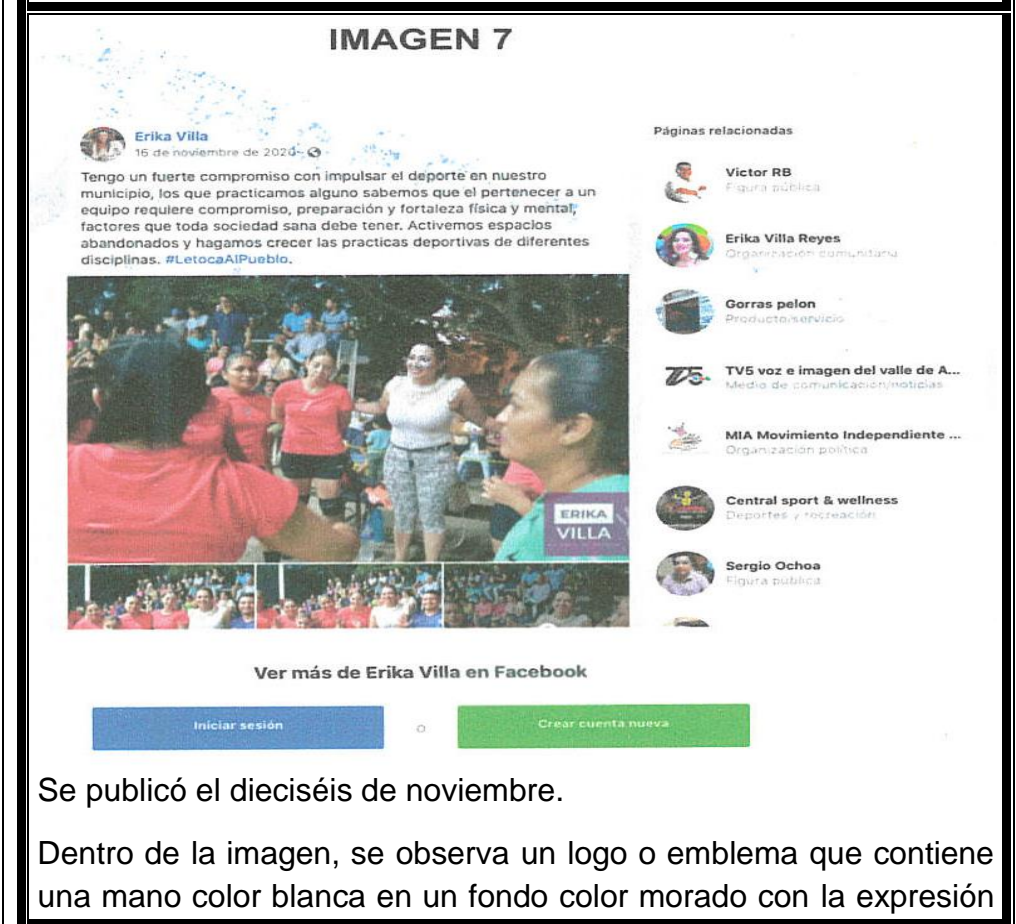 IMAGEN 7
Erika Villa
16 de noviembre de 2020
Tengo un fuerte compromiso con impulsar el deporte en nuestro
municipio, los que practicamos alguno sabemos que el pertenecer a un
equipo requiere compromiso, preparación y fortaleza física y mental,
factores que toda sociedad sana debe tener. Activemos espacios
abandonados y hagamos crecer las practicas deportivas de diferentes
disciplinas. #LetocaAlPueblo.
ERIKA
VILLA
Páginas relacionadas
Victor RB
Figura pública
Erika Villa Reyes
Organización comunitaria
Gorras pelon
Producto/servicio
TV5 voz e imagen del valle de A...
Medio de comunicación/noticias
MIA Movimiento Independiente ...
Organización política
Central sport & wellness
Deportes y recreación
Sergio Ochoa
Figura pública
Ver más de Erika Villa en Facebook
Iniciar sesión
o
Crear cuenta nueva
Se publicó el dieciséis de noviembre.
Dentro de la imagen, se observa un logo o emblema que contiene
una mano color blanca en un fondo color morado con la expresión